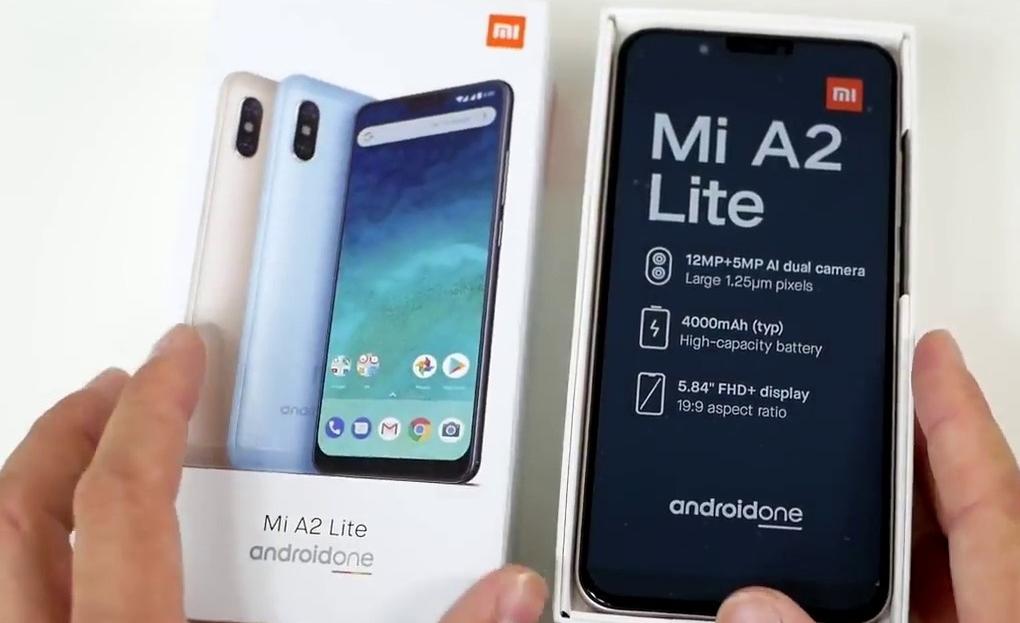 mi
Mi A2 Lite
androidone
mi
Mi A2
Lite
12MP+5MP AI dual camera
Large 1.25μm pixels
4000mAh (typ)
High-capacity battery
5.84" FHD+ display
19:9 aspect ratio
androidone